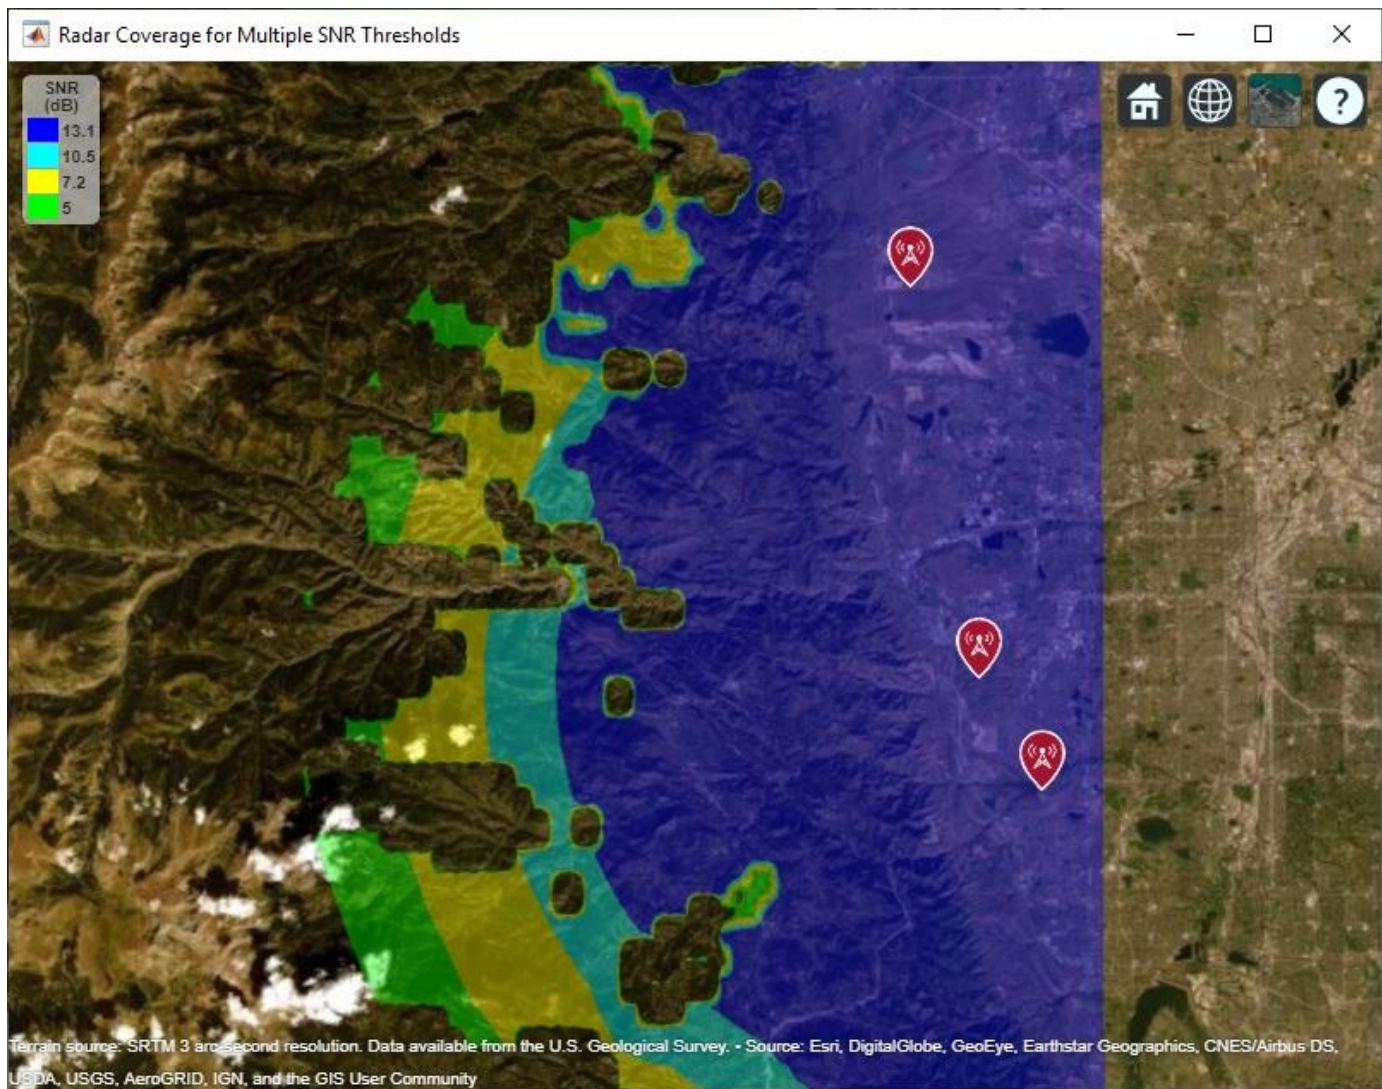 Radar Coverage for Multiple SNR Thresholds
SNR
(dB)
13.1
10.5
7.2
5
?
Terrain source: SRTM 3 arc-second resolution. Data available from the U.S. Geological Survey. • Source: Esri, DigitalGlobe, GeoEye, Earthstar Geographics, CNES/Airbus DS,
USDA, USGS, AeroGRID, IGN, and the GIS User Community